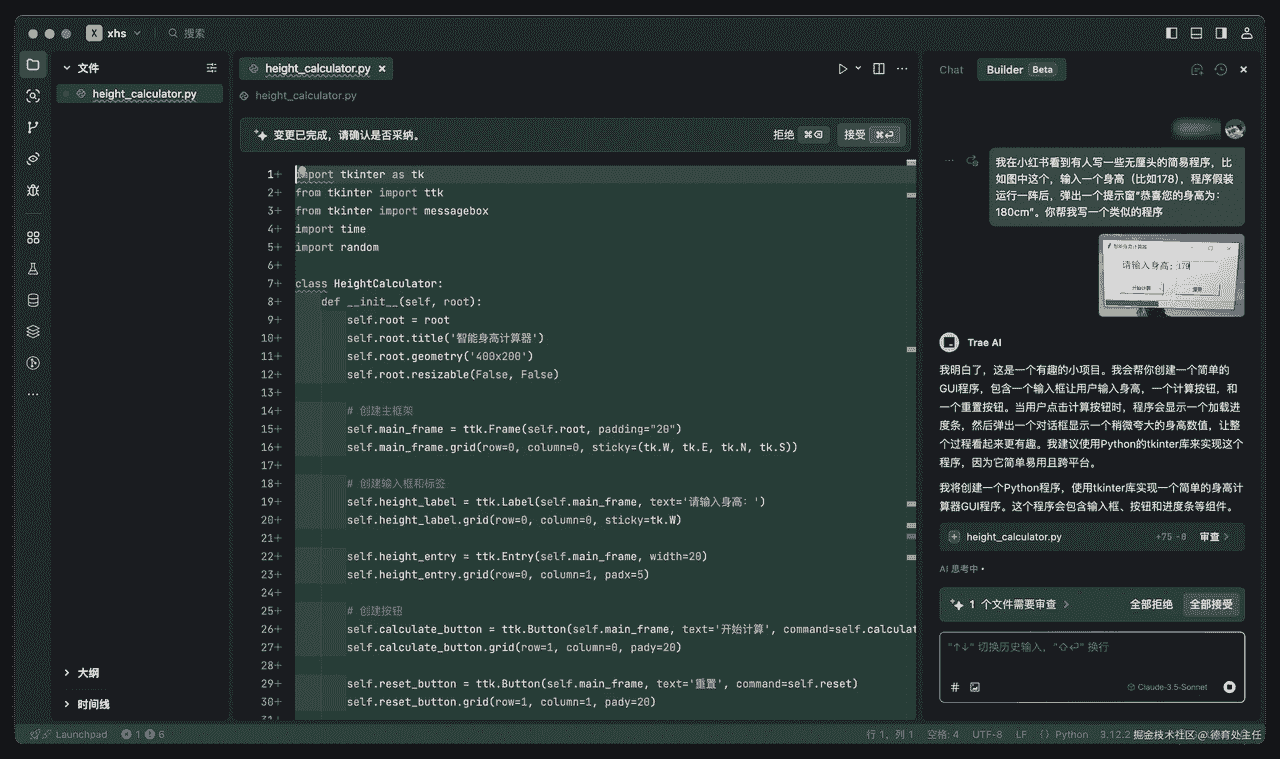 X xhs
搜索
文件
height_calculator.py
height_calculator.py
height_calculator.py
变更已完成，请确认是否采纳。 拒绝 ⌘⌫ 接受 ⌘⏎
1+ import tkinter as tk
2+ from tkinter import ttk
3+ from tkinter import messagebox
4+ import time
5+ import random
6+
7+ class HeightCalculator:
8+ def __init__(self, root):
9+ self.root = root
10+ self.root.title('智能身高计算器')
11+ self.root.geometry('400x200')
12+ self.root.resizable(False, False)
13+
14+ # 创建主框架
15+ self.main_frame = ttk.Frame(self.root, padding="20")
16+ self.main_frame.grid(row=0, column=0, sticky=(tk.W, tk.E, tk.N, tk.S))
17+
18+ # 创建输入框和标签
19+ self.height_label = ttk.Label(self.main_frame, text='请输入身高：')
20+ self.height_label.grid(row=0, column=0, sticky=tk.W)
21+
22+ self.height_entry = ttk.Entry(self.main_frame, width=20)
23+ self.height_entry.grid(row=0, column=1, padx=5)
24+
25+ # 创建按钮
26+ self.calculate_button = ttk.Button(self.main_frame, text='开始计算', command=self.calculat
27+ self.calculate_button.grid(row=1, column=0, pady=20)
28+
29+ self.reset_button = ttk.Button(self.main_frame, text='重置', command=self.reset)
30+ self.reset_button.grid(row=1, column=1, pady=20)
31+
大纲
时间线
Chat
Builder Beta
我在小红书看到有人写一些无厘头的简易程序，比
如图中这个，输入一个身高（比如178），程序假装
运行一阵后，弹出一个提示窗"恭喜您的身高为：
180cm"。你帮我写一个类似的程序
请输入身高：
开始计算
重置
Trae AI
我明白了，这是一个有趣的小项目。我会帮你创建一个简单的
GUI程序，包含一个输入框让用户输入身高，一个计算按钮，和
一个重置按钮。当用户点击计算按钮时，程序会显示一个加载进
度条，然后弹出一个对话框显示一个稍微夸大的身高数值，让整
个过程看起来更有趣。我建议使用Python的tkinter库来实现这个
程序，因为它简单易用且跨平台。
我将创建一个Python程序，使用tkinter库实现一个简单的身高计
算器GUI程序。这个程序会包含输入框、按钮和进度条等组件。
height_calculator.py +75 审查
AI 思考中
1 个文件需要审查 全部拒绝 全部接受
"↑↓" 切换历史输入，"⇧⏎" 换行
# Claude-3.5-Sonnet
Launchpad 1 6 行 1，列 1 空格: 4 UTF-8 LF {} Python 3.12.2
掘金技术社区 @ 德育处主任